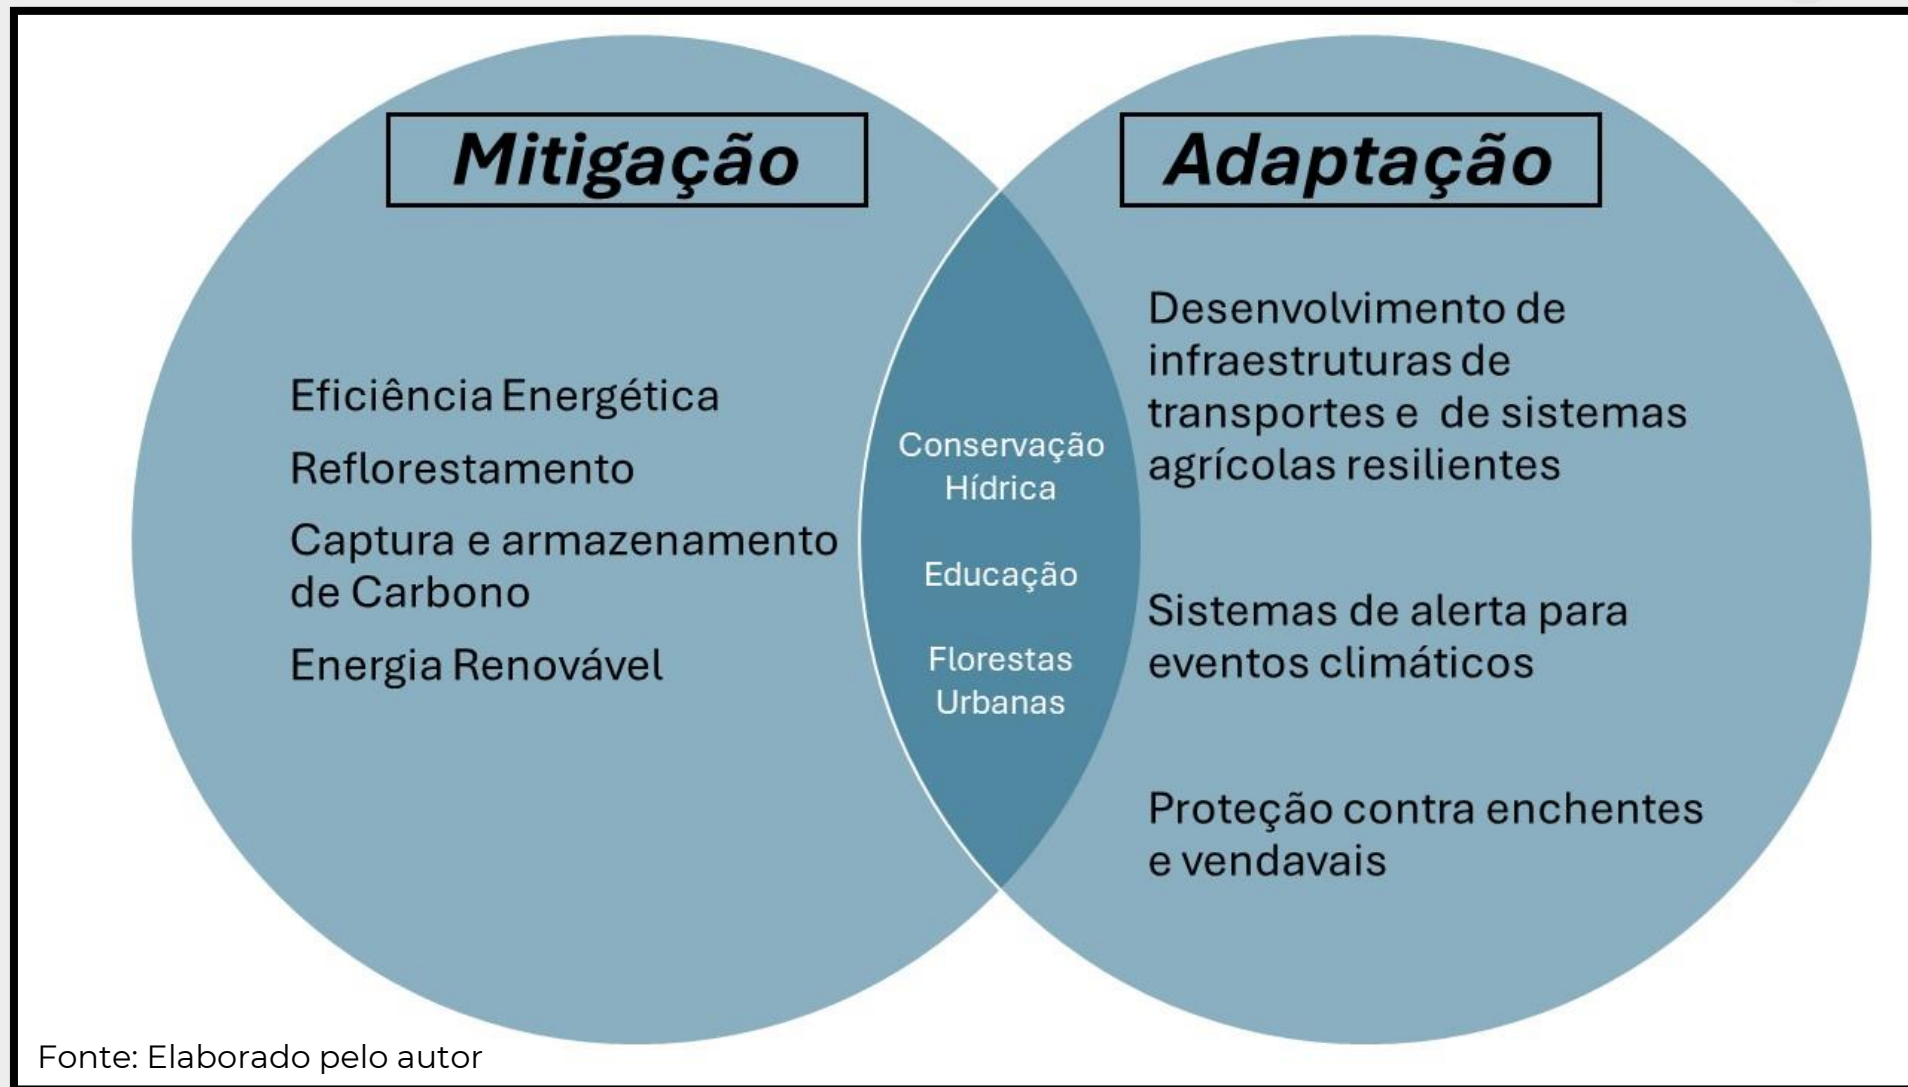 Mitigação
Eficiência Energética
Reflorestamento
Captura e armazenamento
de Carbono
Energia Renovável
Conservação
Hídrica
Educação
Florestas
Urbanas
Adaptação
Desenvolvimento de
infraestruturas de
transportes e de sistemas
agrícolas resilientes
Sistemas de alerta para
eventos climáticos
Proteção contra enchentes
e vendavais
Fonte: Elaborado pelo autor